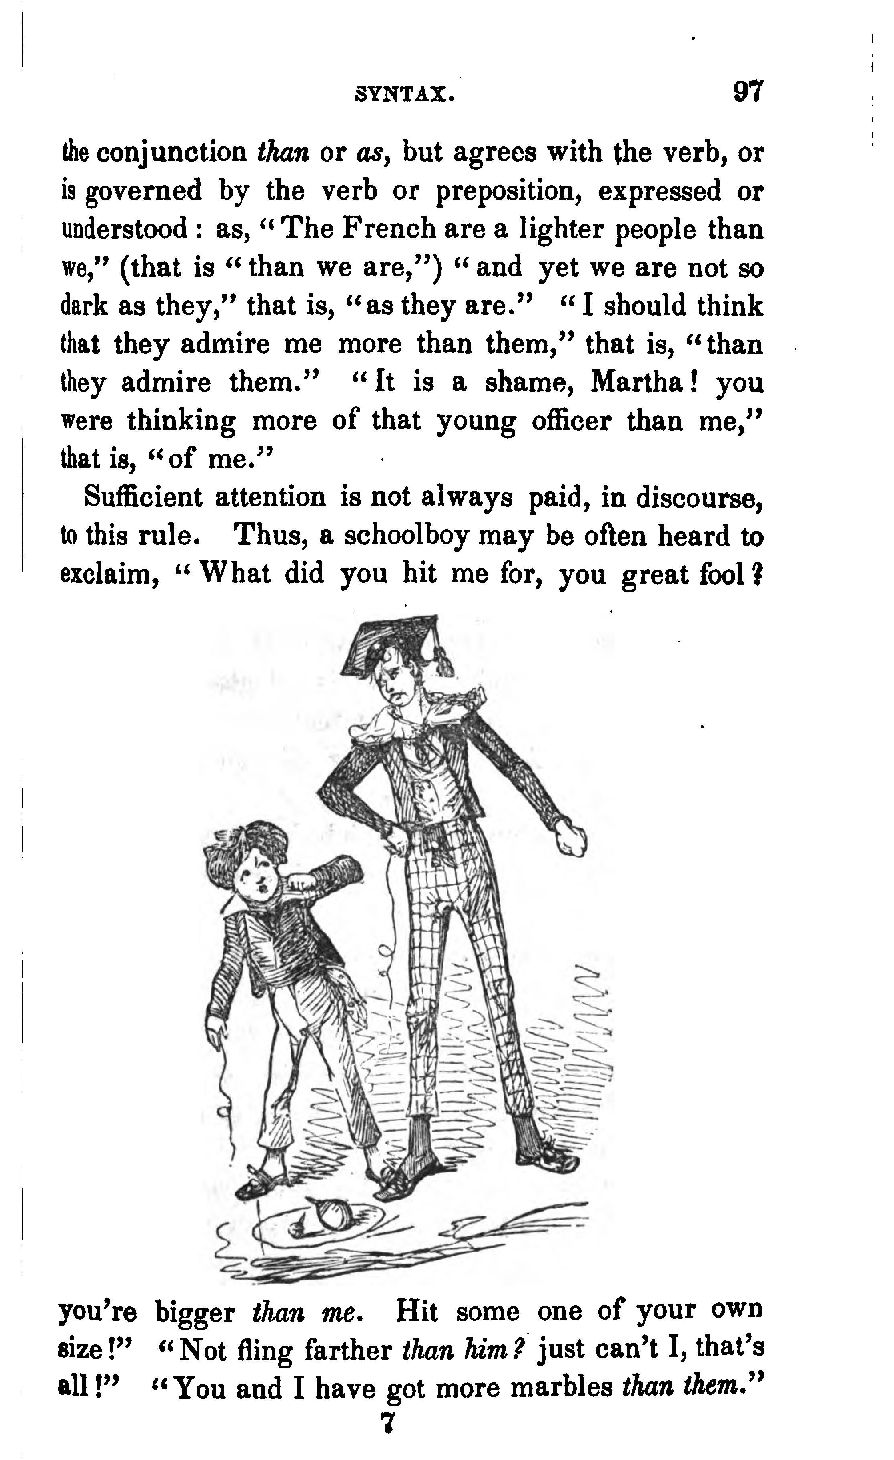 SYNTAX. 97
the conjunction than or as, but agrees with the verb, or
is governed by the verb or preposition, expressed or
understood : as, "The French are a lighter people than
we," (that is "than we are,") "and yet we are not so
dark as they," that is, "as they are." "I should think
that they admire me more than them," that is, "than
they admire them." "It is a shame, Martha! you
were thinking more of that young officer than me,"
that is, "of me."
Sufficient attention is not always paid, in discourse,
to this rule. Thus, a schoolboy may be often heard to
exclaim, "What did you hit me for, you great fool?
you're bigger than me. Hit some one of your own
size!" "Not fling farther than him? just can't I, that's
all!" "You and I have got more marbles than them."
7